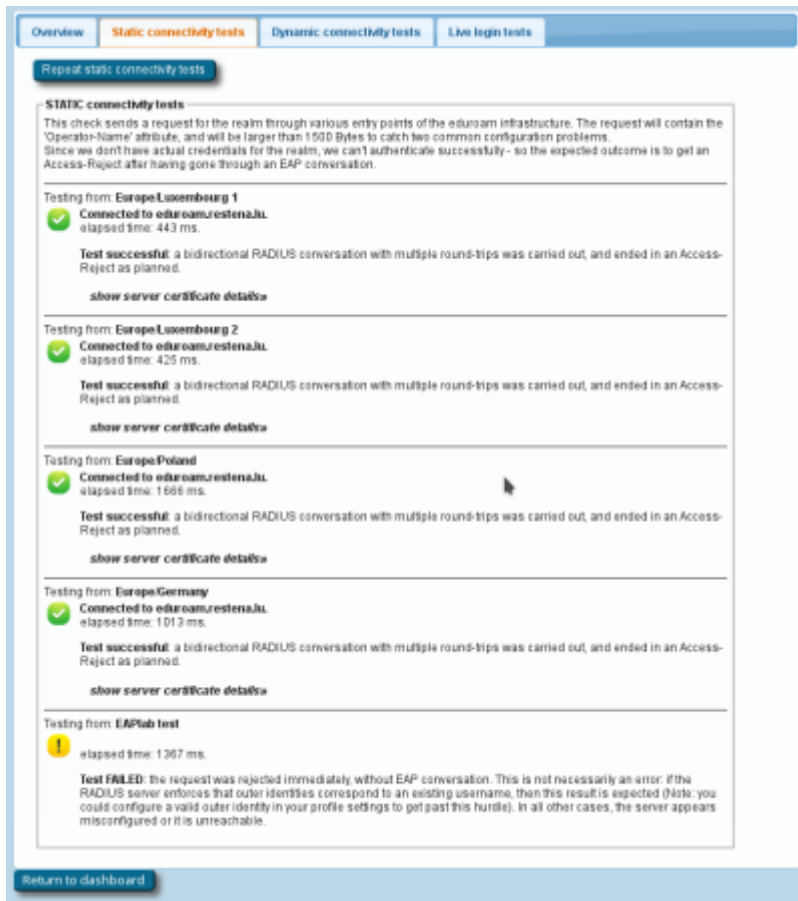 Overview Static connectivity tests Dynamic connectivity tests Live login tests
Repeat static connectivity tests
STATIC connectivity tests
This check sends a request for the realm through various entry points of the eduroam infrastructure. The request will contain the
'Operator-Name' attribute, and will be larger than 1500 Bytes to catch two common configuration problems.
Since we don't have actual credentials for the realm, we can't authenticate successfully - so the expected outcome is to get an
Access-Reject after having gone through an EAP conversation.
Testing from: Europe/Luxembourg 1
Connected to eduroam.restena.lu.
elapsed time: 443 ms.
Test successful: a bidirectional RADIUS conversation with multiple round-trips was carried out, and ended in an Access-
Reject as planned.
show server certificate details»
Testing from: Europe/Luxembourg 2
Connected to eduroam.restena.lu.
elapsed time: 425 ms.
Test successful: a bidirectional RADIUS conversation with multiple round-trips was carried out, and ended in an Access-
Reject as planned.
show server certificate details»
Testing from: Europe/Poland
Connected to eduroam.restena.lu.
elapsed time: 1666 ms.
Test successful: a bidirectional RADIUS conversation with multiple round-trips was carried out, and ended in an Access-
Reject as planned.
show server certificate details»
Testing from: Europe/Germany
Connected to eduroam.restena.lu.
elapsed time: 1013 ms.
Test successful: a bidirectional RADIUS conversation with multiple round-trips was carried out, and ended in an Access-
Reject as planned.
show server certificate details»
Testing from: EAPlab test
elapsed time: 1367 ms.
Test FAILED: the request was rejected immediately, without EAP conversation. This is not necessarily an error: if the
RADIUS server enforces that outer identities correspond to an existing username, then this result is expected (Note: you
could configure a valid outer identity in your profile settings to get past this hurdle). In all other cases, the server appears
misconfigured or it is unreachable.
Return to dashboard